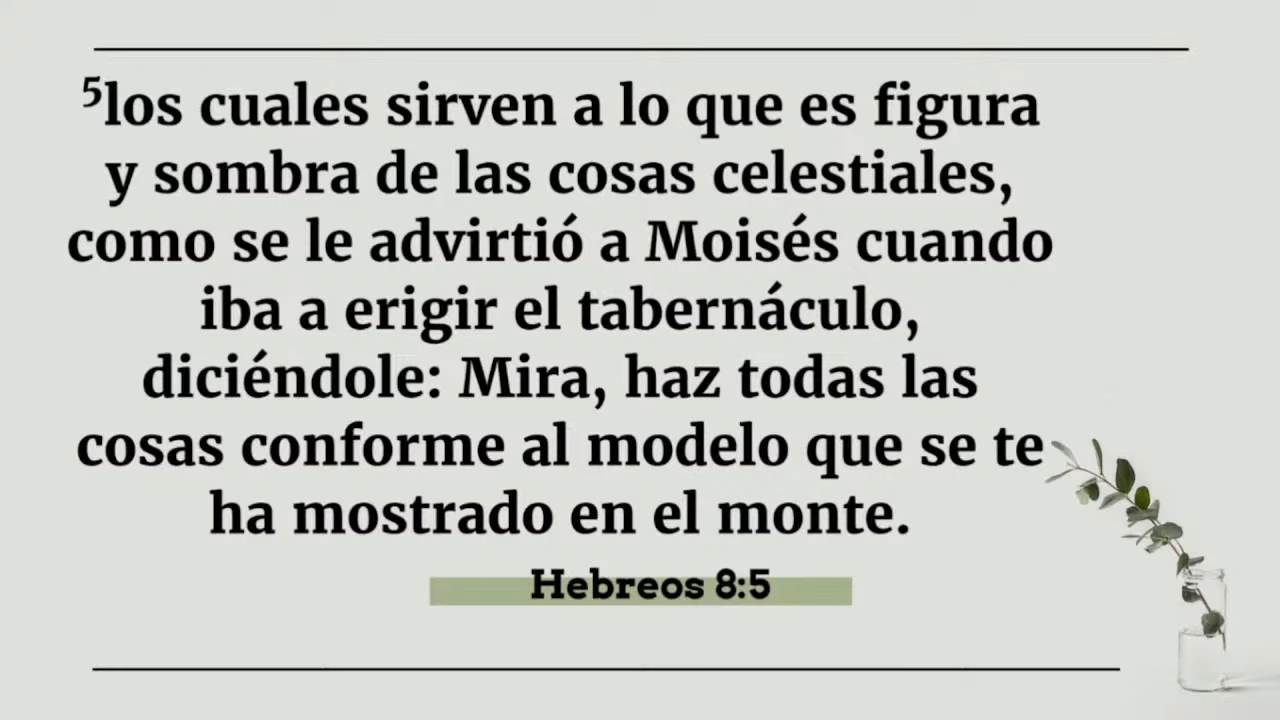 ⁵los cuales sirven a lo que es figura
y sombra de las cosas celestiales,
como se le advirtió a Moisés cuando
iba a erigir el tabernáculo,
diciéndole: Mira, haz todas las
cosas conforme al modelo que se te
ha mostrado en el monte.
Hebreos 8:5